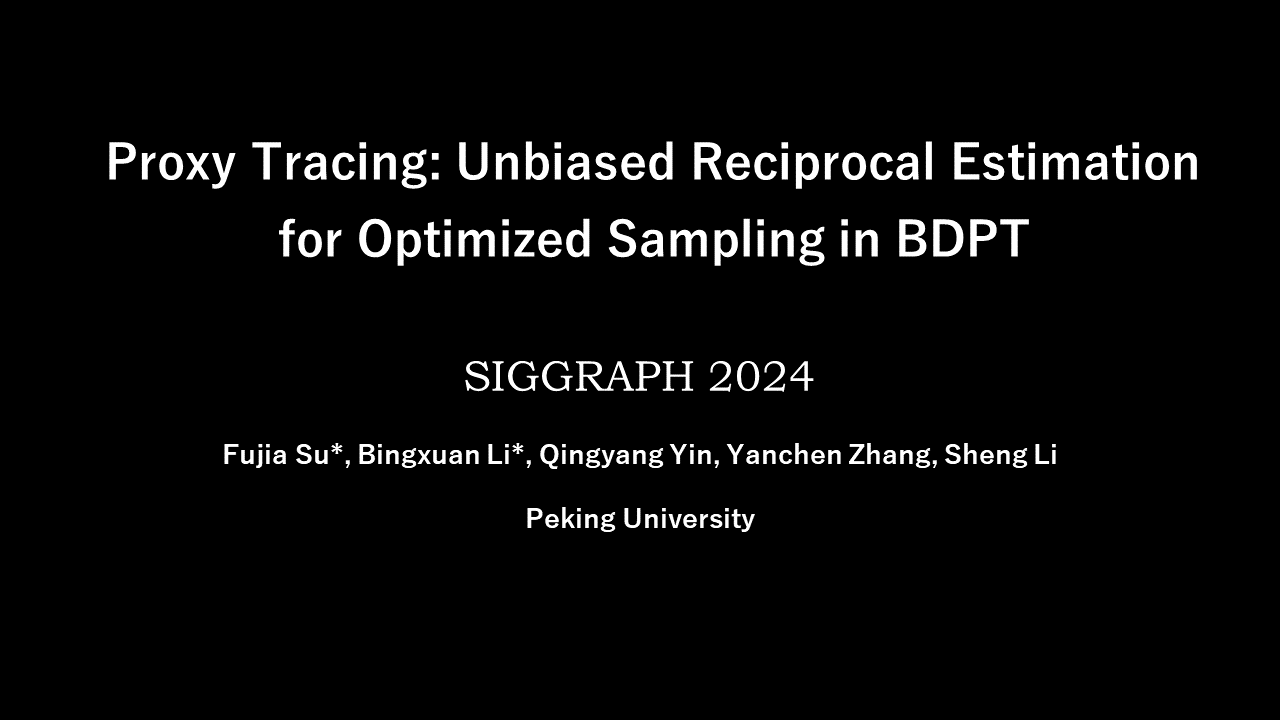 Proxy Tracing: Unbiased Reciprocal Estimation
for Optimized Sampling in BDPT
SIGGRAPH 2024
Fujia Su*, Bingxuan Li*, Qingyang Yin, Yanchen Zhang, Sheng Li
Peking University